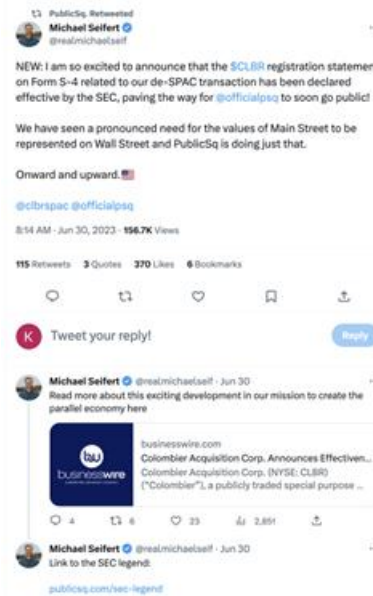 PublicSq. Retweeted
Michael Seifert
@realmichaelseif
NEW: I am so excited to announce that the $CLBR registration statemen
on Form S-4 related to our de-SPAC transaction has been declared
effective by the SEC, paving the way for @officialpsq to soon go public!
We have seen a pronounced need for the values of Main Street to be
represented on Wall Street and PublicSq is doing just that.
Onward and upward.
@clbrspac @officialpsq
8:14 AM · Jun 30, 2023 · 156.7K Views
115 Retweets 3 Quotes 370 Likes 6 Bookmarks
K
Tweet your reply!
Reply
Michael Seifert @realmichaelseif · Jun 30
Read more about this exciting development in our mission to create the
parallel economy here
bw
businesswire
businesswire.com
Colombier Acquisition Corp. Announces Effectiven...
Colombier Acquisition Corp. (NYSE: CLBR)
("Colombier"), a publicly traded special purpose ...
4 6 23 2,851
Michael Seifert @realmichaelseif · Jun 30
Link to the SEC legend:
publicsq.com/sec-legend